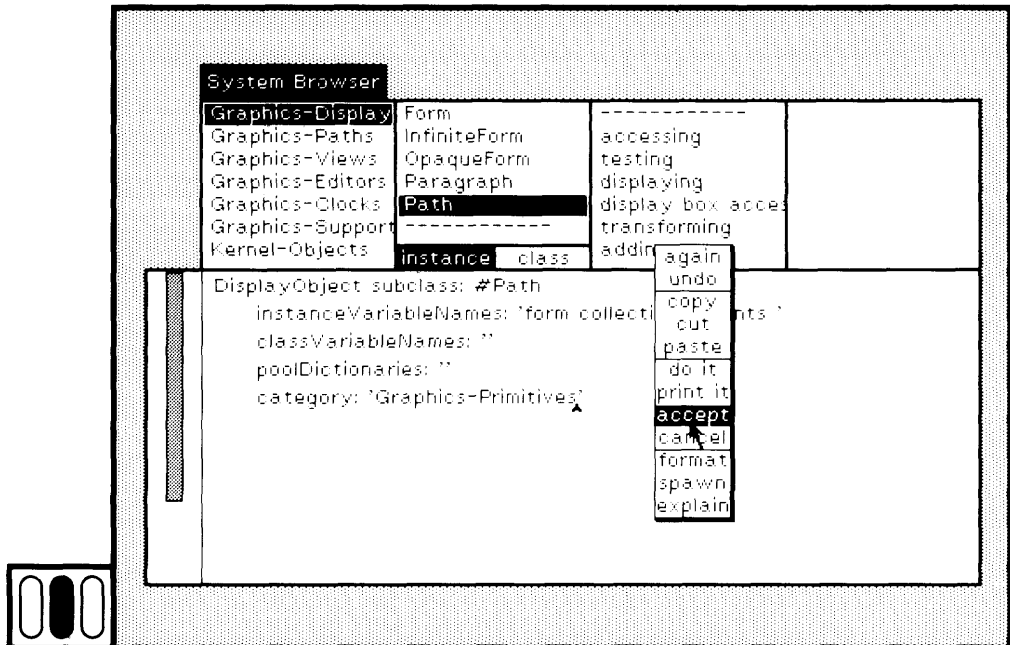 System Browser
Graphics-Display
Graphics-Paths
Graphics-Views
Graphics-Editors
Graphics-Clocks
Graphics-Support
Kernel-Objects
Form
InfiniteForm
OpaqueForm
Paragraph
Path
-------------
instance class
-------------
accessing
testing
displaying
display box acces
transforming
addin
DisplayObject subclass: #Path
instanceVariableNames: 'form collecti nts '
classVariableNames: ''
poolDictionaries: ''
category: 'Graphics-Primitives'
again
undo
copy
cut
paste
do it
print it
accept
cancel
format
spawn
explain